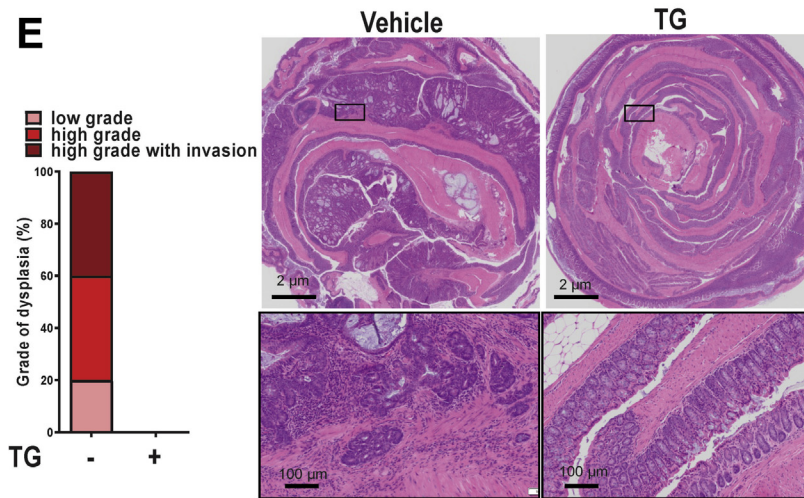 E
Vehicle
TG
low grade
high grade
high grade with invasion
Grade of dysplasia (%)
100
80
60
40
20
0
TG - +
2 µm
2 µm
100 µm
100 µm